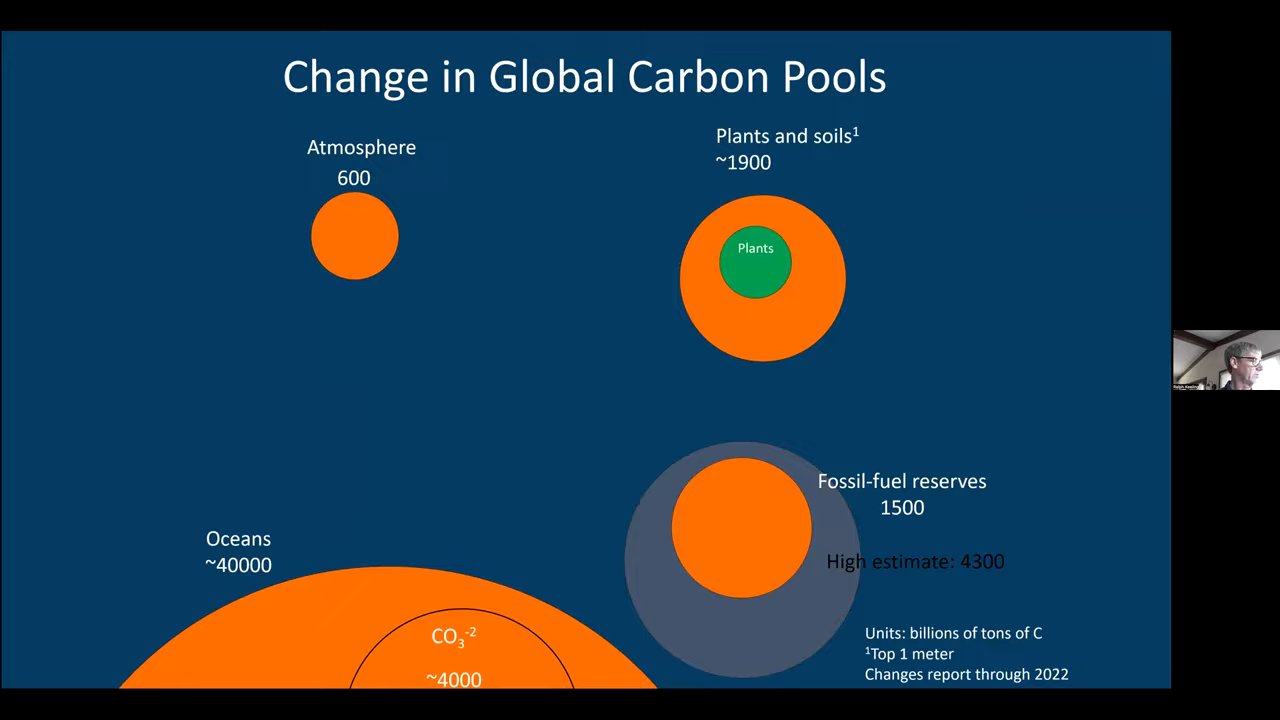 Change in Global Carbon Pools
Atmosphere
600
Plants and soils¹
~1900
Plants
Fossil-fuel reserves
1500
High estimate: 4300
Oceans
~40000
CO₃⁻²
~4000
Units: billions of tons of C
¹Top 1 meter
Changes report through 2022